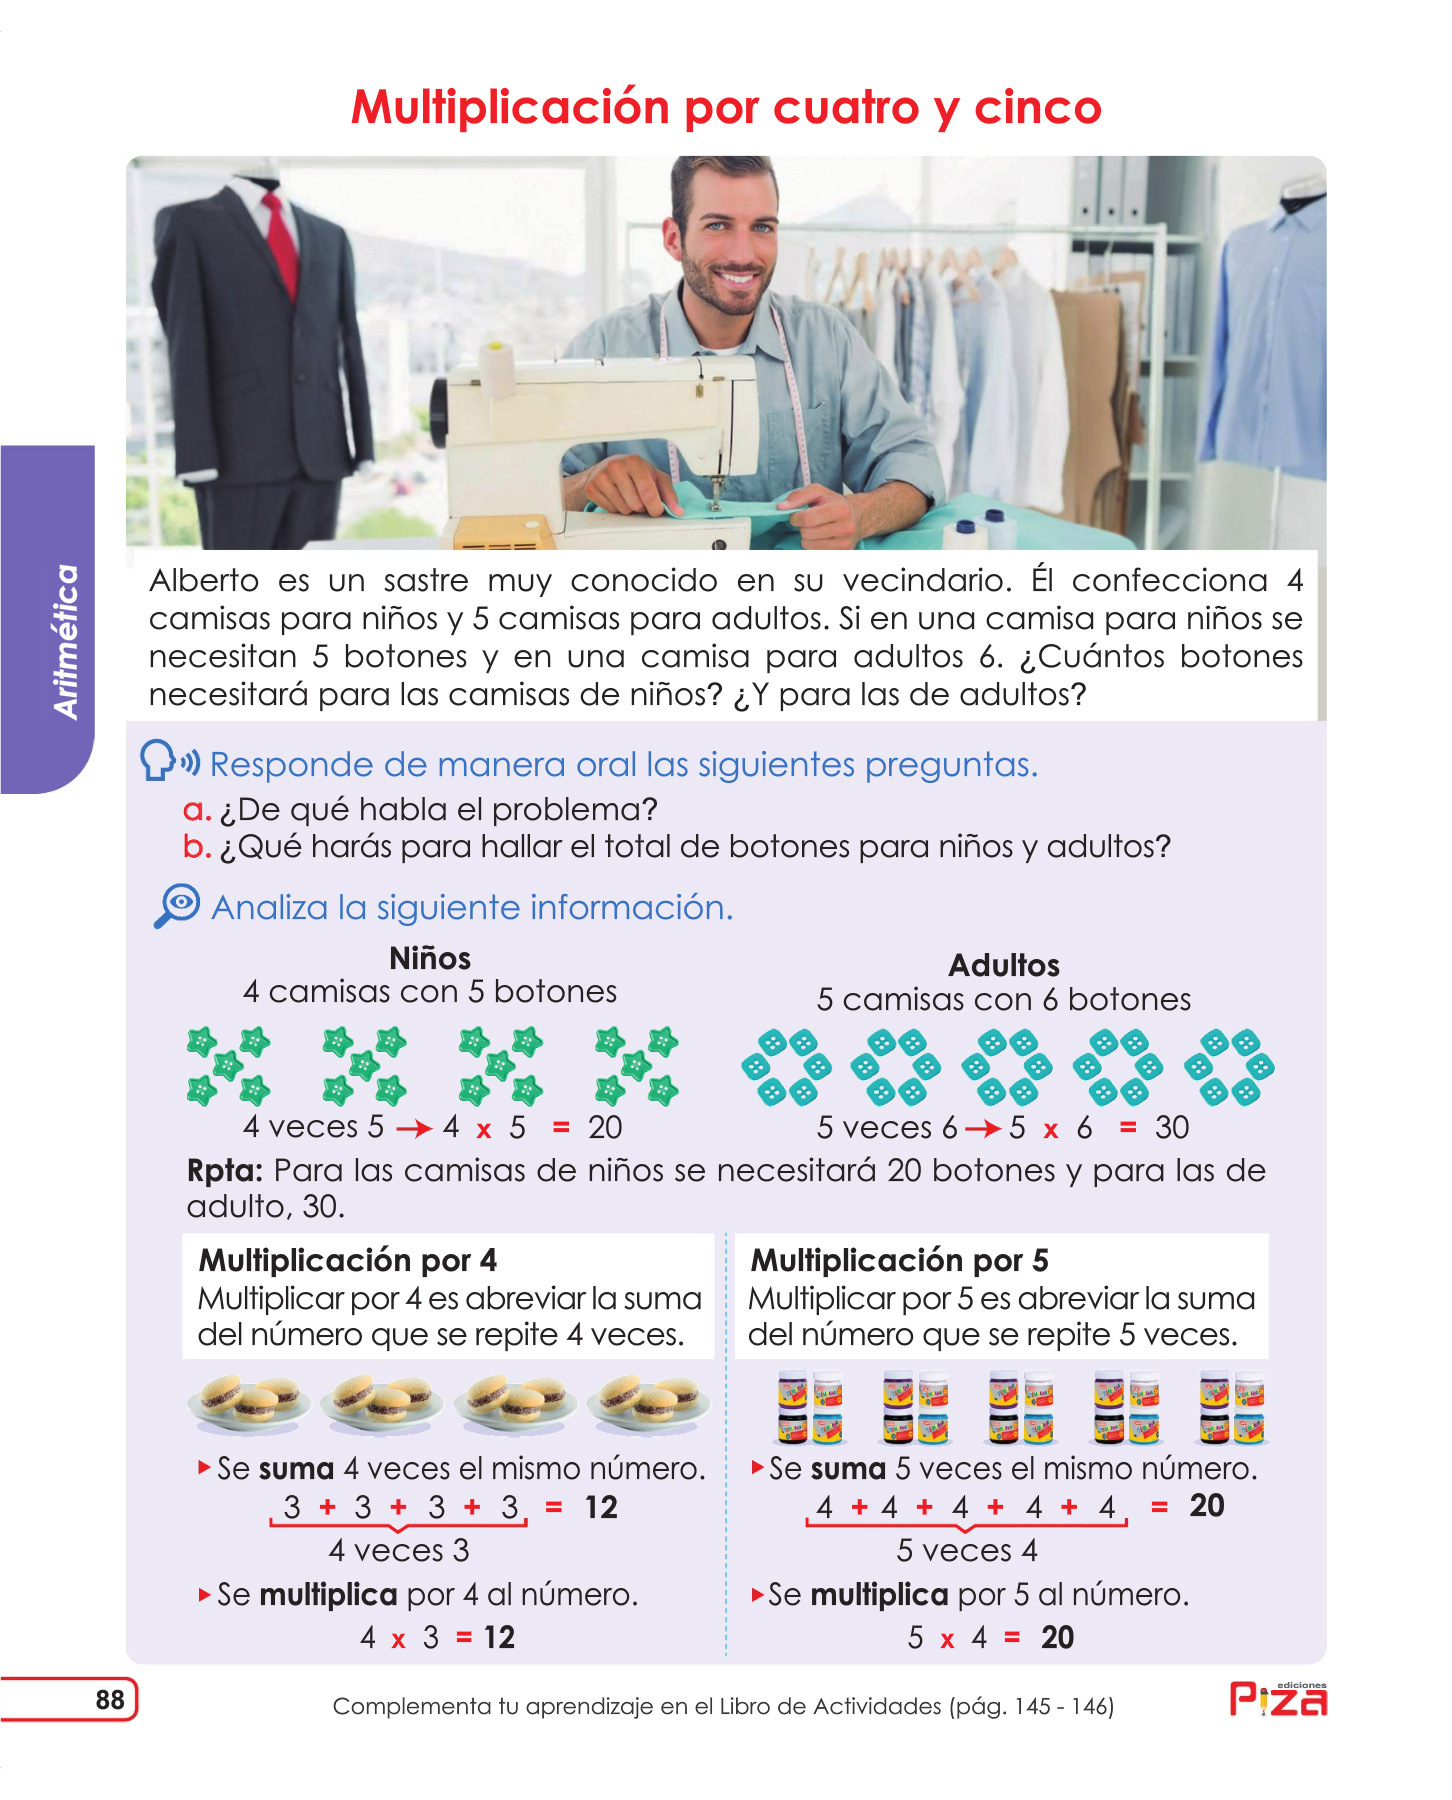 Multiplicación por cuatro y cinco
Aritmética
Alberto es un sastre muy conocido en su vecindario. Él confecciona 4
camisas para niños y 5 camisas para adultos. Si en una camisa para niños se
necesitan 5 botones y en una camisa para adultos 6. ¿Cuántos botones
necesitará para las camisas de niños? ¿Y para las de adultos?
Responde de manera oral las siguientes preguntas.
a. ¿De qué habla el problema?
b. ¿Qué harás para hallar el total de botones para niños y adultos?
Analiza la siguiente información.
Niños
4 camisas con 5 botones
4 veces 5 → 4 x 5 = 20
Adultos
5 camisas con 6 botones
5 veces 6 → 5 x 6 = 30
Rpta: Para las camisas de niños se necesitará 20 botones y para las de
adulto, 30.
Multiplicación por 4
Multiplicar por 4 es abreviar la suma
del número que se repite 4 veces.
Se suma 4 veces el mismo número.
3 + 3 + 3 + 3 = 12
4 veces 3
Se multiplica por 4 al número.
4 x 3 = 12
Multiplicación por 5
Multiplicar por 5 es abreviar la suma
del número que se repite 5 veces.
Se suma 5 veces el mismo número.
4 + 4 + 4 + 4 + 4 = 20
5 veces 4
Se multiplica por 5 al número.
5 x 4 = 20
88
Complementa tu aprendizaje en el Libro de Actividades (pág. 145 - 146)
ediciones
Piza